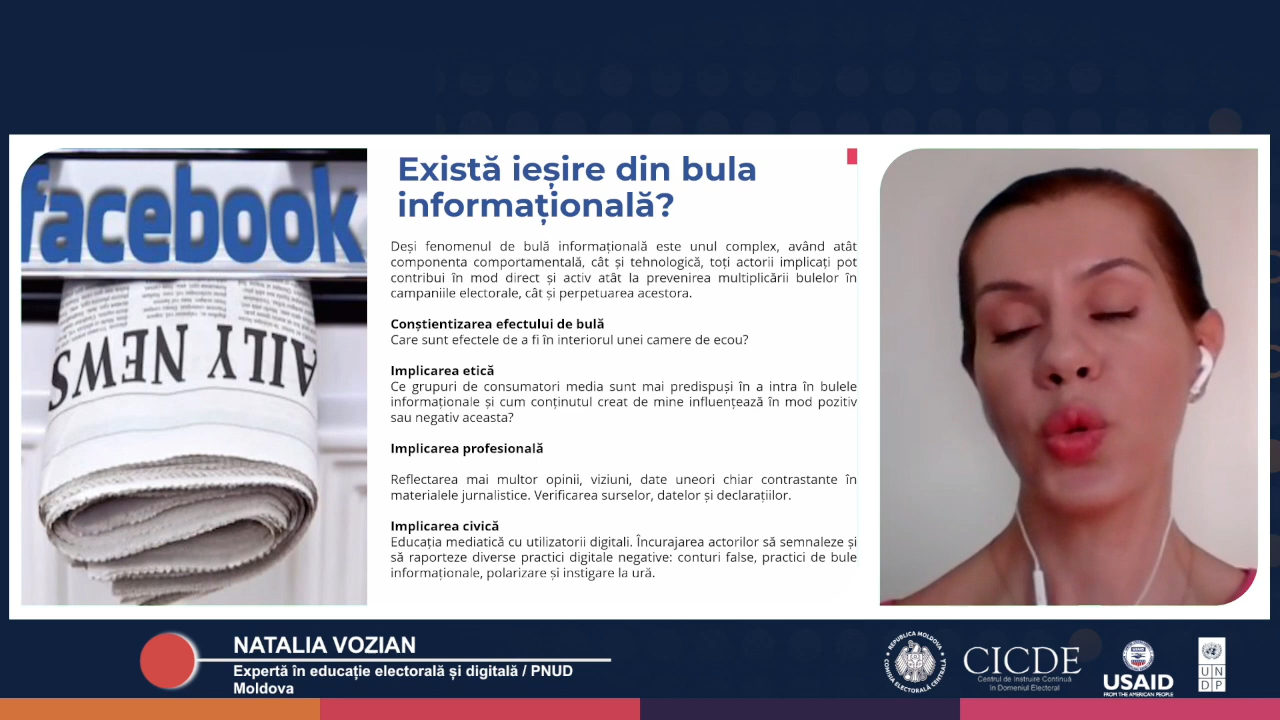 facebook
AILY NEWS
Există ieșire din bula
informațională?
Deși fenomenul de bulă informațională este unul complex, având atât
componenta comportamentală, cât și tehnologică, toți actorii implicați pot
contribui în mod direct și activ atât la prevenirea multiplicării bulelor în
campaniile electorale, cât și perpetuarea acestora.
Conștientizarea efectului de bulă
Care sunt efectele de a fi în interiorul unei camere de ecou?
Implicarea etică
Ce grupuri de consumatori media sunt mai predispuși în a intra în bulele
informaționale și cum conținutul creat de mine influențează în mod pozitiv
sau negativ aceasta?
Implicarea profesională
Reflectarea mai multor opinii, viziuni, date uneori chiar contrastante în
materialele jurnalistice. Verificarea surselor, datelor și declarațiilor.
Implicarea civică
Educația mediatică cu utilizatorii digitali. Încurajarea actorilor să semnaleze și
să raporteze diverse practici digitale negative: conturi false, practici de bule
informaționale, polarizare și instigare la ură.
NATALIA VOZIAN
Expertă în educație electorală și digitală / PNUD
Moldova
REPUBLICA MOLDOVA
COMISIA ELECTORALĂ CENTRALĂ
CICDE
Centrul de Instruire Continuă
în Domeniul Electoral
USAID
FROM THE AMERICAN PEOPLE
U N
D P